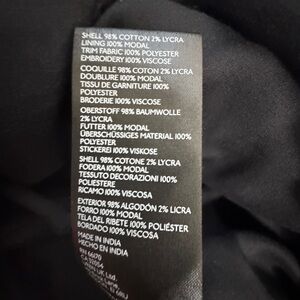 SHELL 98% COTTON 2% LYCRA
LINING 100% MODAL
TRIM FABRIC 100% POLYESTER
EMBROIDERY 100% VISCOSE
COQUILLE 98% COTON 2% LYCRA
DOUBLURE 100% MODAL
TISSU DE GARNITURE 100%
POLYESTER
BRODERIE 100% VISCOSE
OBERSTOFF 98% BAUMWOLLE
2% LYCRA
FUTTER 100% MODAL
ÜBERSCHÜSSIGES MATERIAL 100%
POLYESTER
STICKEREI 100% VISKOSE
SHELL 98% COTONE 2% LYCRA
FODERA 100% MODAL
TESSUTO DECORAZIONI 100%
POLIESTERE
RICAMO 100% VISCOSA
EXTERIOR 98% ALGODÓN 2% LICRA
FORRO 100% MODAL
TELA DEL RIBETE 100% POLIÉSTER
BORDADO 100% VISCOSA
MADE IN INDIA
HECHO EN INDIA
UK Ltd.